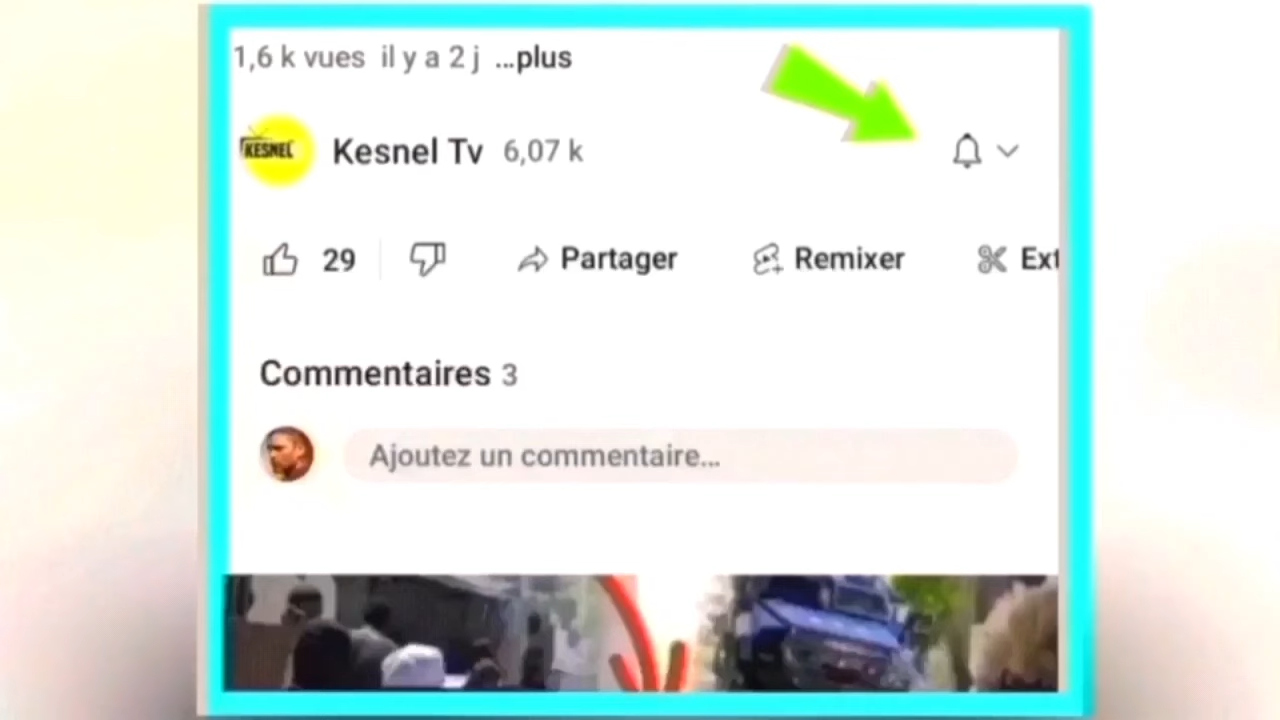 1,6 k vues il y a 2 j ...plus
KESNEL
Kesnel Tv 6,07 k
29 Partager Remixer Ext
Commentaires 3
Ajoutez un commentaire...